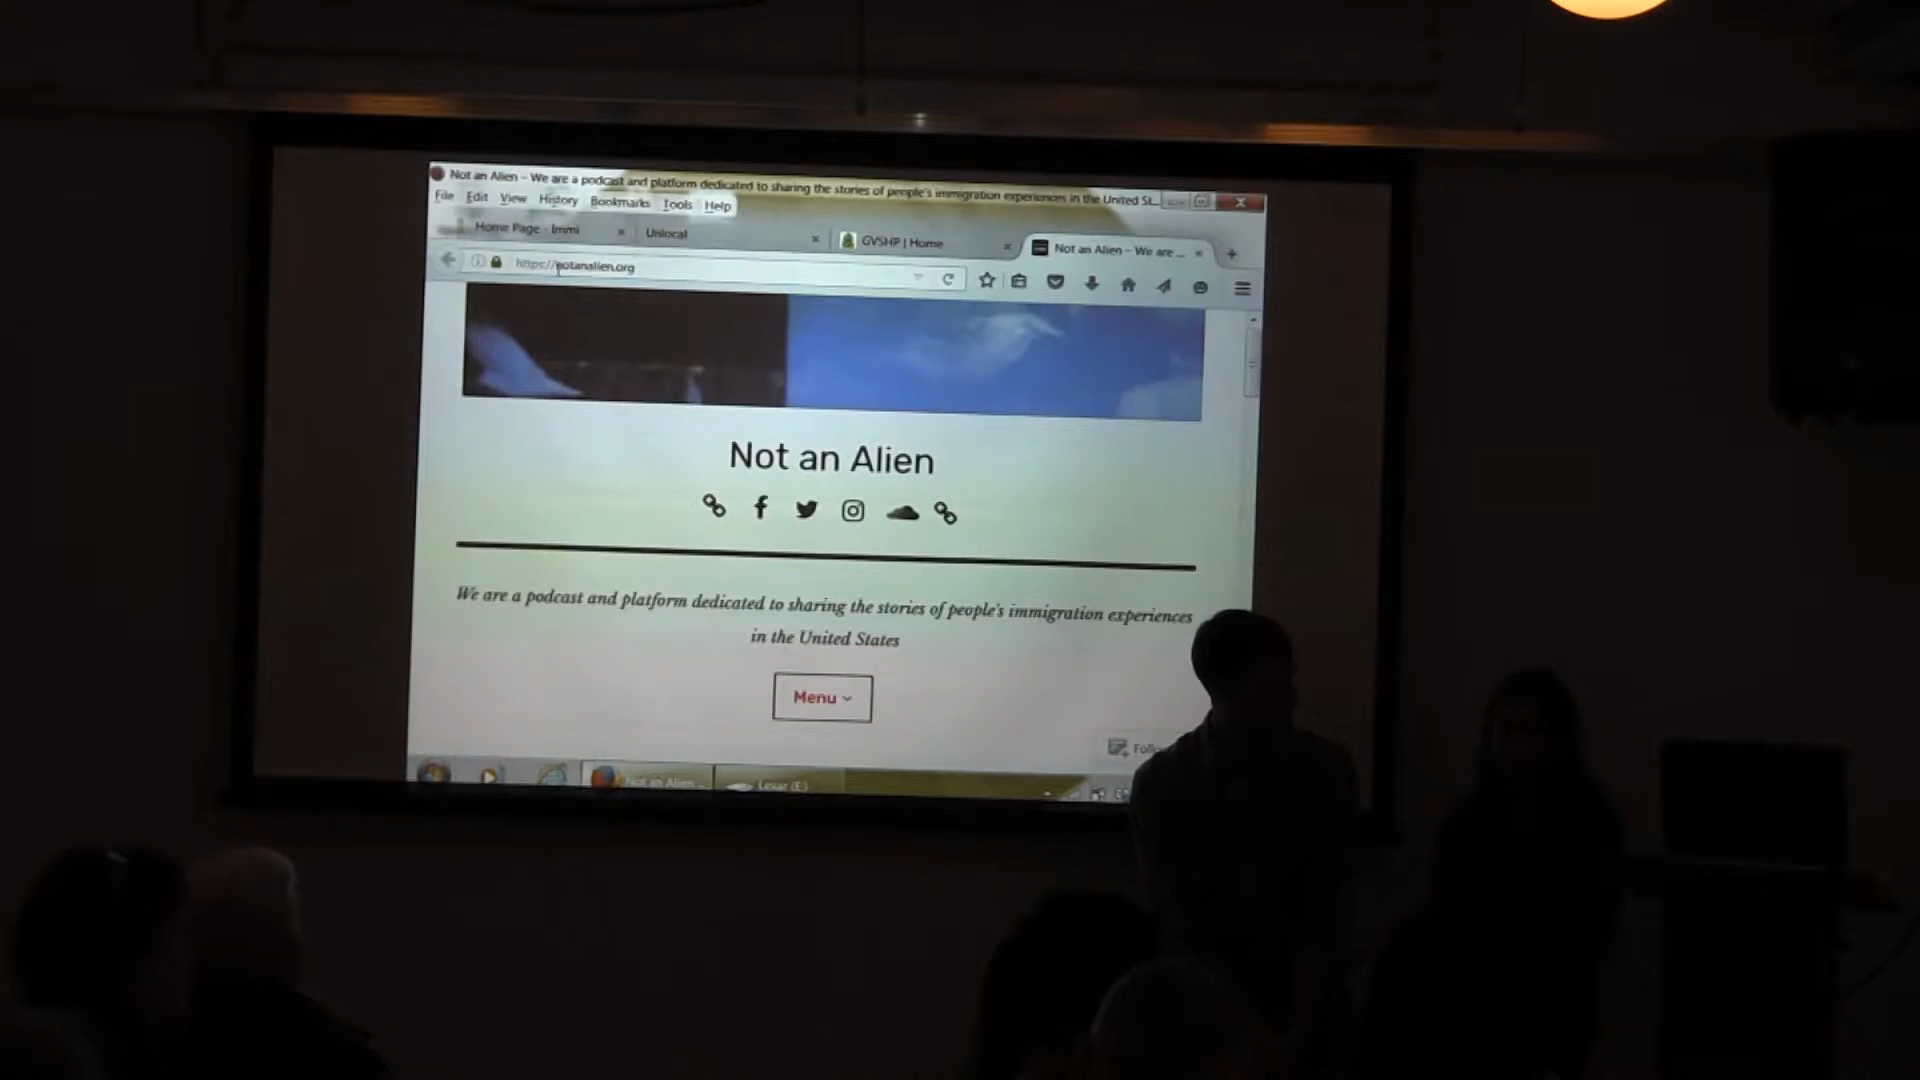 Not an Alien – We are a podcast and platform dedicated to sharing the stories of people's immigration experiences in the United St...
File Edit View History Bookmarks Tools Help
Home Page - Immi
Unlocal
GVSHP | Home
Not an Alien – We are ...
https://notanalien.org
Not an Alien
We are a podcast and platform dedicated to sharing the stories of people's immigration experiences
in the United States
Menu
Follo
Not an Alien ...
Lexar (E:)